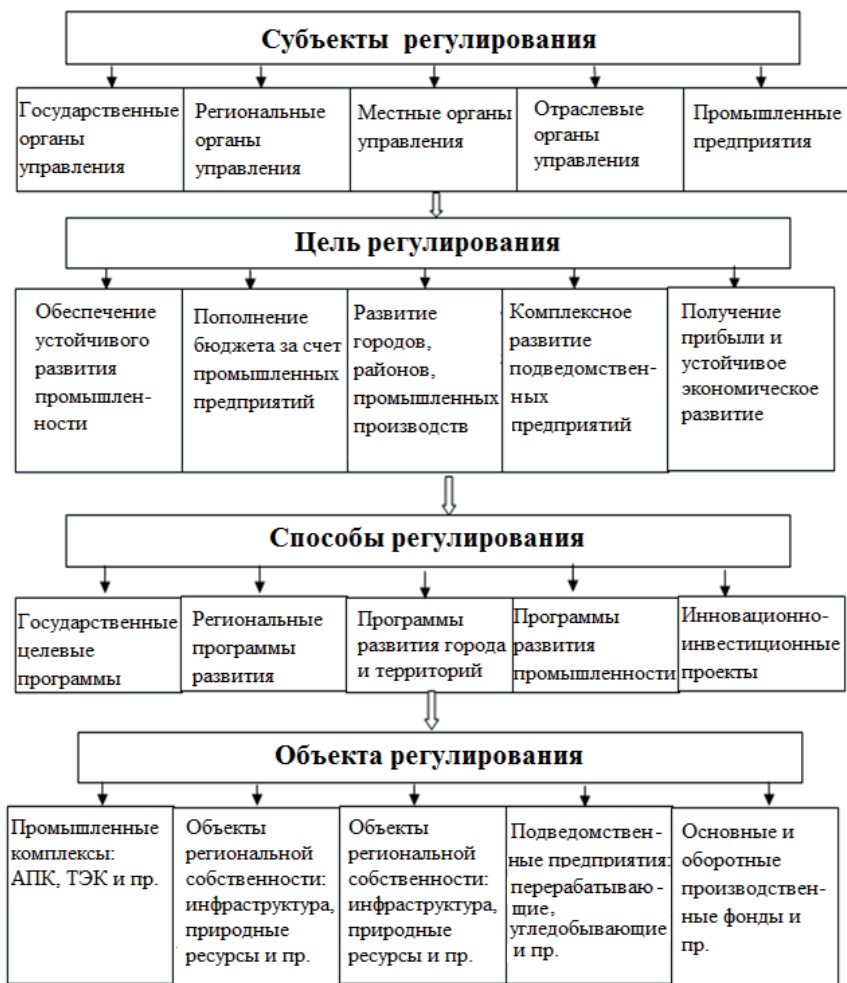 Субъекты регулирования
Государственные
органы
управления
Региональные
органы
управления
Местные органы
управления
Отраслевые
органы
управления
Промышленные
предприятия
Цель регулирования
Обеспечение
устойчивого
развития
промышлен-
ности
Пополнение
бюджета за счет
промышленных
предприятий
Развитие
городов,
районов,
промышленных
производств
Комплексное
развитие
подведомствен-
ных
предприятий
Получение
прибыли и
устойчивое
экономическое
развитие
Способы регулирования
Государственные
целевые
программы
Региональные
программы
развития
Программы
развития города
и территорий
Программы
развития
промышленности
Инновационно-
инвестиционные
проекты
Объекта регулирования
Промышленные
комплексы:
АПК, ТЭК и пр.
Объекты
региональной
собственности:
инфраструктура,
природные
ресурсы и пр.
Объекты
региональной
собственности:
инфраструктура,
природные
ресурсы и пр.
Подведомствен-
ные предприятия:
перерабатываю-
щие,
угледобывающие
и пр.
Основные и
оборотные
производствен-
ные фонды и
пр.